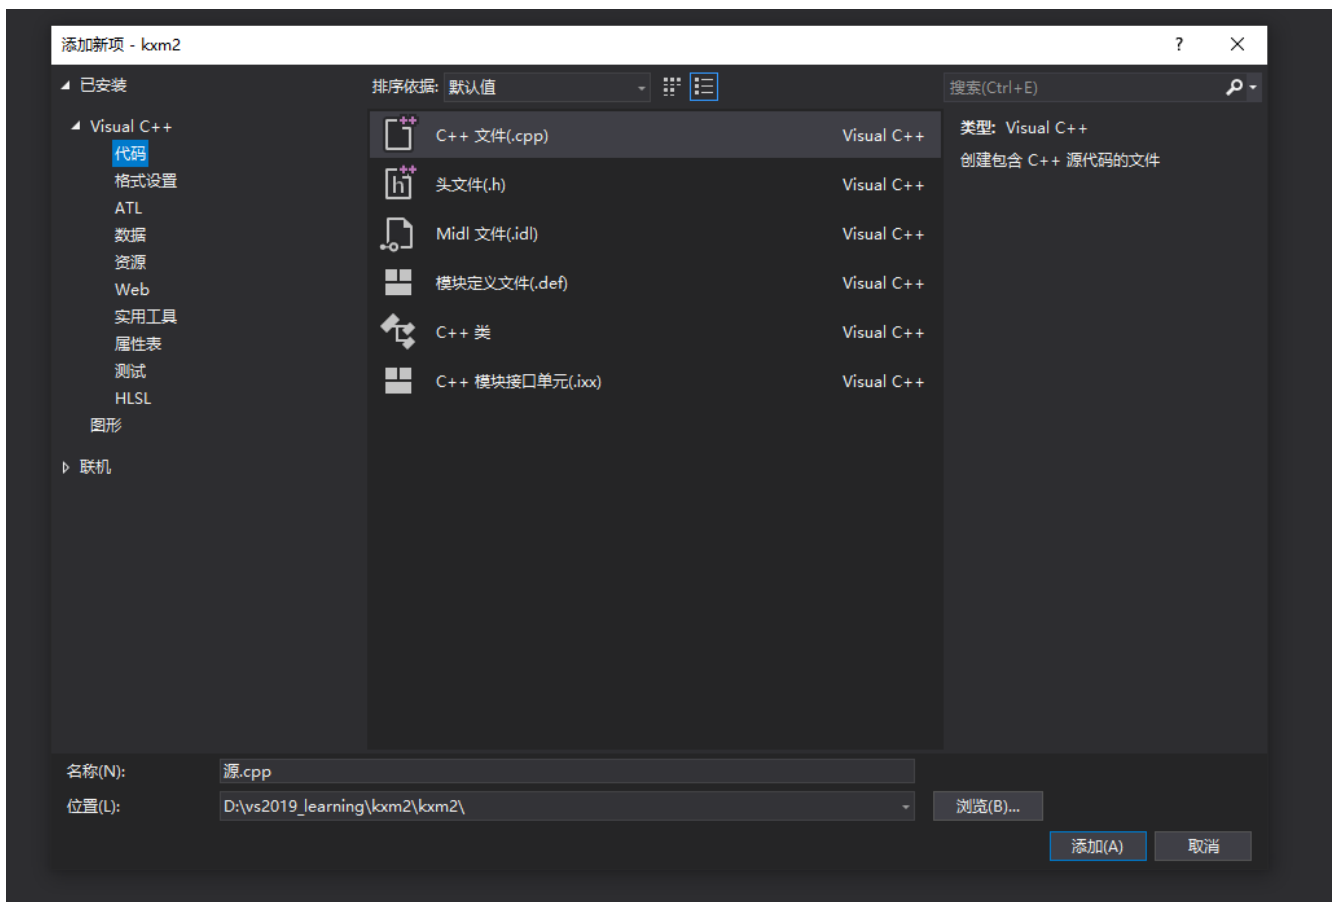 添加新项 - kxm2
? 
已安装
排序依据: 默认值
搜索(Ctrl+E)
Visual C++
代码
格式设置
ATL
数据
资源
Web
实用工具
属性表
测试
HLSL
图形
联机
C++ 文件(.cpp) Visual C++
头文件(.h) Visual C++
Midl 文件(.idl) Visual C++
模块定义文件(.def) Visual C++
C++ 类 Visual C++
C++ 模块接口单元(.ixx) Visual C++
类型: Visual C++
创建包含 C++ 源代码的文件
名称(N): 源.cpp
位置(L): D:\vs2019_learning\kxm2\kxm2\ 浏览(B)...
添加(A) 取消